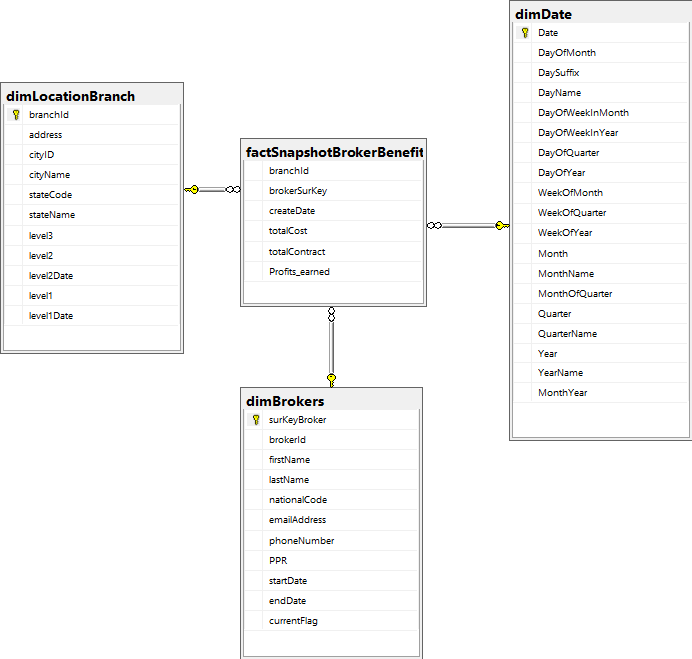 dimDate
Date
DayOfMonth
DaySuffix
DayName
DayOfWeekInMonth
DayOfWeekInYear
DayOfQuarter
DayOfYear
WeekOfMonth
WeekOfQuarter
WeekOfYear
Month
MonthName
MonthOfQuarter
Quarter
QuarterName
Year
YearName
MonthYear
dimLocationBranch
branchId
address
cityID
cityName
stateCode
stateName
level3
level2
level2Date
level1
level1Date
factSnapshotBrokerBenefit
branchId
brokerSurKey
createDate
totalCost
totalContract
Profits_earned
dimBrokers
surKeyBroker
brokerId
firstName
lastName
nationalCode
emailAddress
phoneNumber
PPR
startDate
endDate
currentFlag